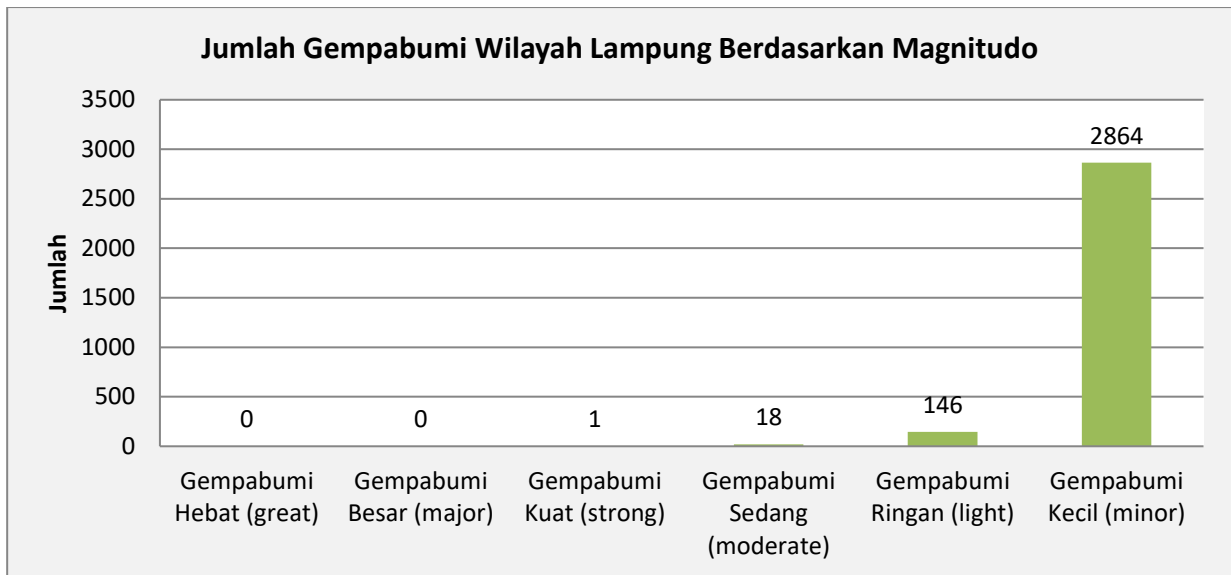 Jumlah Gempabumi Wilayah Lampung Berdasarkan Magnitudo
Jumlah
3500
3000
2500
2000
1500
1000
500
0
0
0
1
18
146
2864
Gempabumi
Hebat (great)
Gempabumi
Besar (major)
Gempabumi
Kuat (strong)
Gempabumi
Sedang
(moderate)
Gempabumi
Ringan (light)
Gempabumi
Kecil (minor)